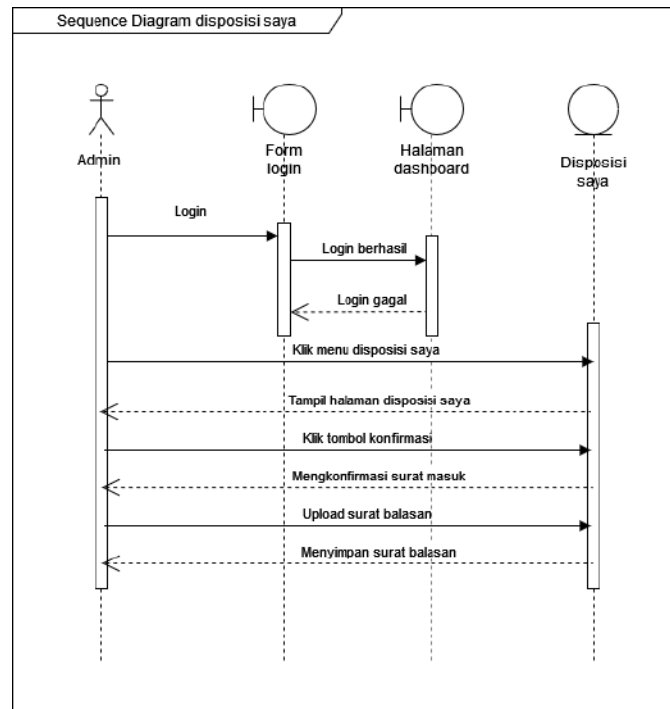 Sequence Diagram disposisi saya
Admin
Form
login
Halaman
dashboard
Disposisi
saya
Login
Login berhasil
Login gagal
Klik menu disposisi saya
Tampil halaman disposisi saya
Klik tombol konfirmasi
Mengkonfirmasi surat masuk
Upload surat balasan
Menyimpan surat balasan